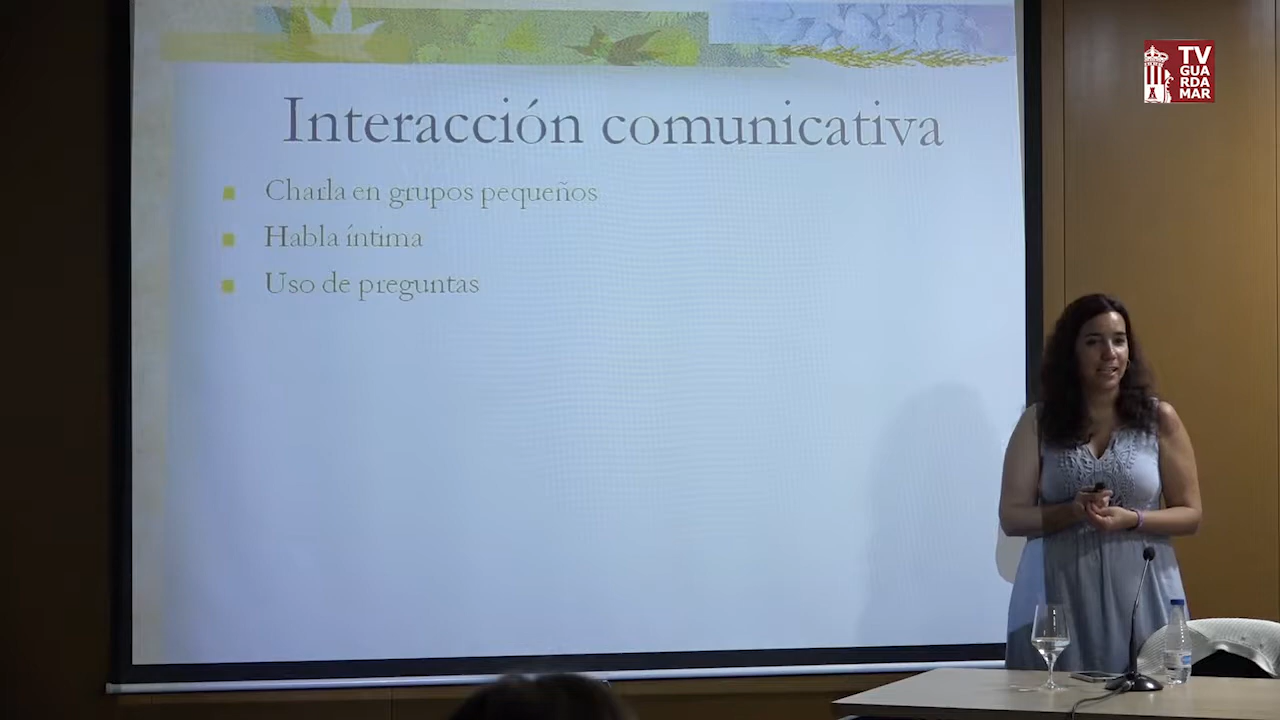 Interacción comunicativa
Charla en grupos pequeños
Habla íntima
Uso de preguntas
TV
GUA
RDA
MAR